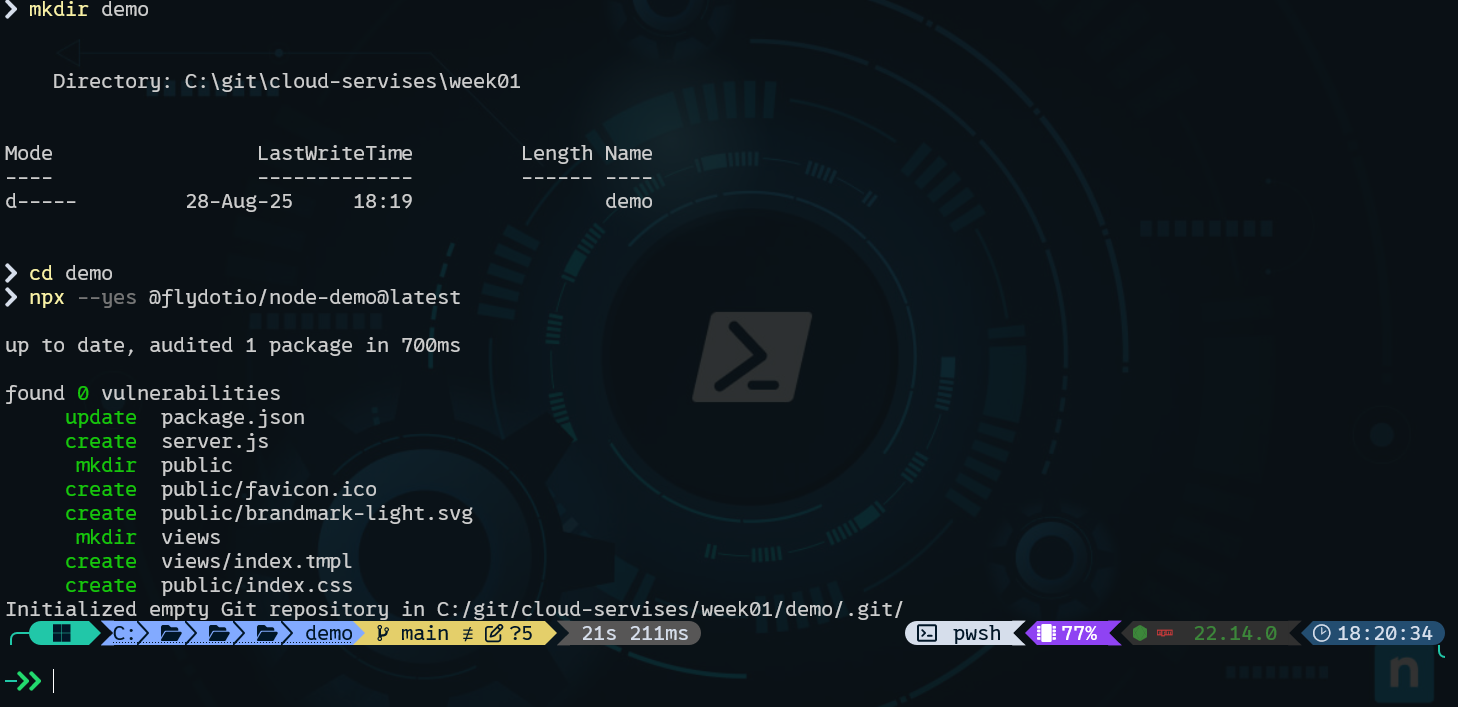 ❯ mkdir demo
Directory: C:\git\cloud-servises\week01
Mode LastWriteTime Length Name
---- ------------- ------ ----
d----- 28-Aug-25 18:19 demo
❯ cd demo
❯ npx --yes @flydotio/node-demo@latest
up to date, audited 1 package in 700ms
found 0 vulnerabilities
update package.json
create server.js
mkdir public
create public/favicon.ico
create public/brandmark-light.svg
mkdir views
create views/index.tmpl
create public/index.css
Initialized empty Git repository in C:/git/cloud-servises/week01/demo/.git/
C: demo main ≢ ?5 21s 211ms pwsh 77% npm 22.14.0 18:20:34
n